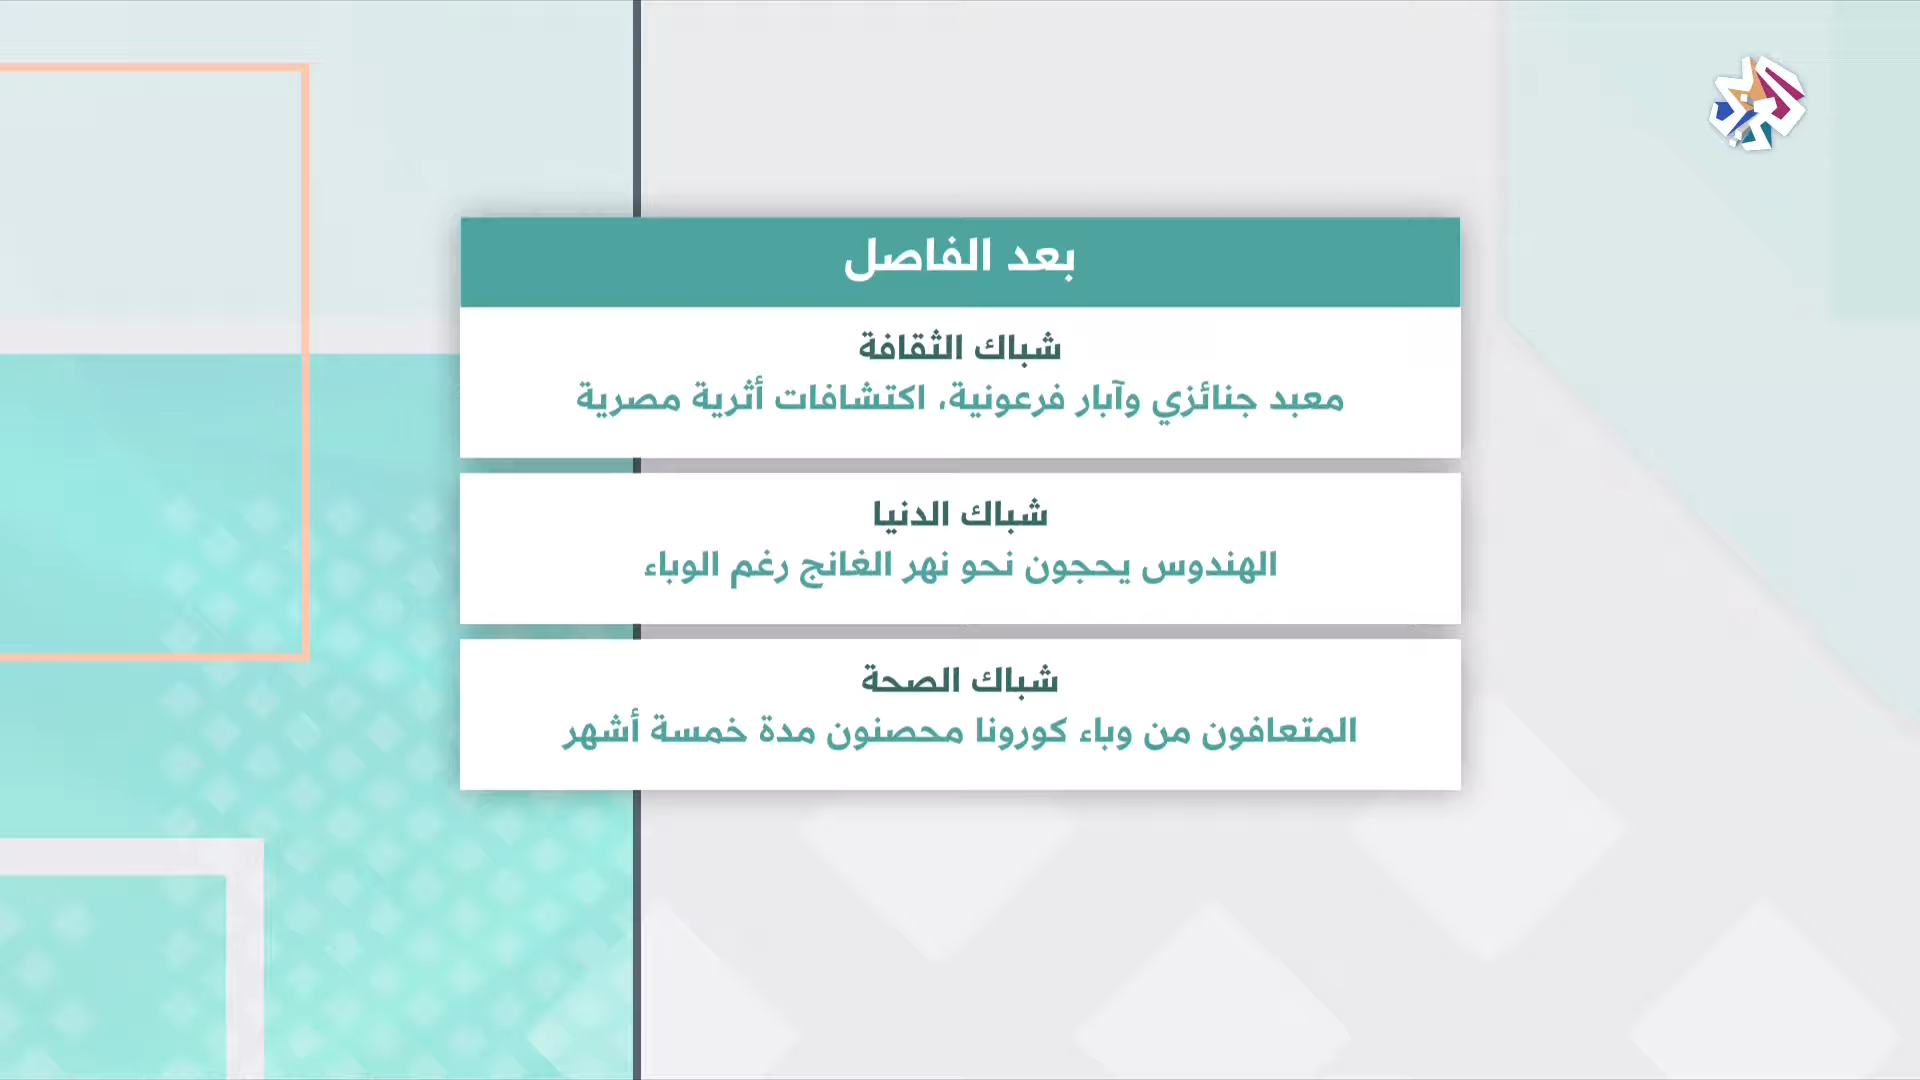 بعد الفاصل
شباك الثقافة
معبد جنائزي وآبار فرعونية، اكتشافات أثرية مصرية
شباك الدنيا
الهندوس يحجون نحو نهر الغانج رغم الوباء
شباك الصحة
المتعافون من وباء كورونا محصنون مدة خمسة أشهر